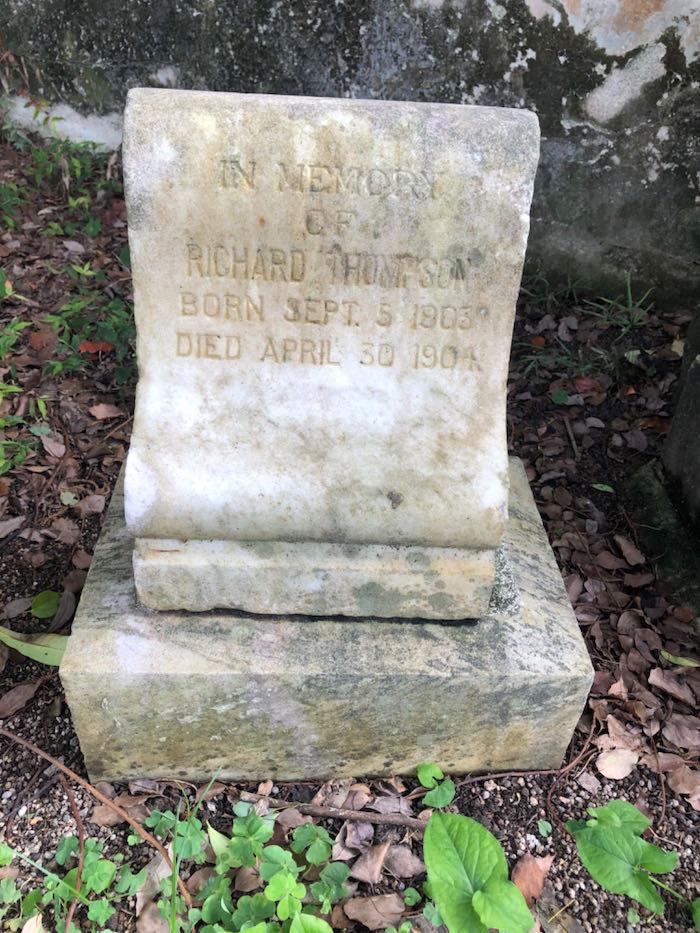 IN MEMORY
OF
RICHARD THOMPSON
BORN SEPT. 5 1903
DIED APRIL 30 1904.